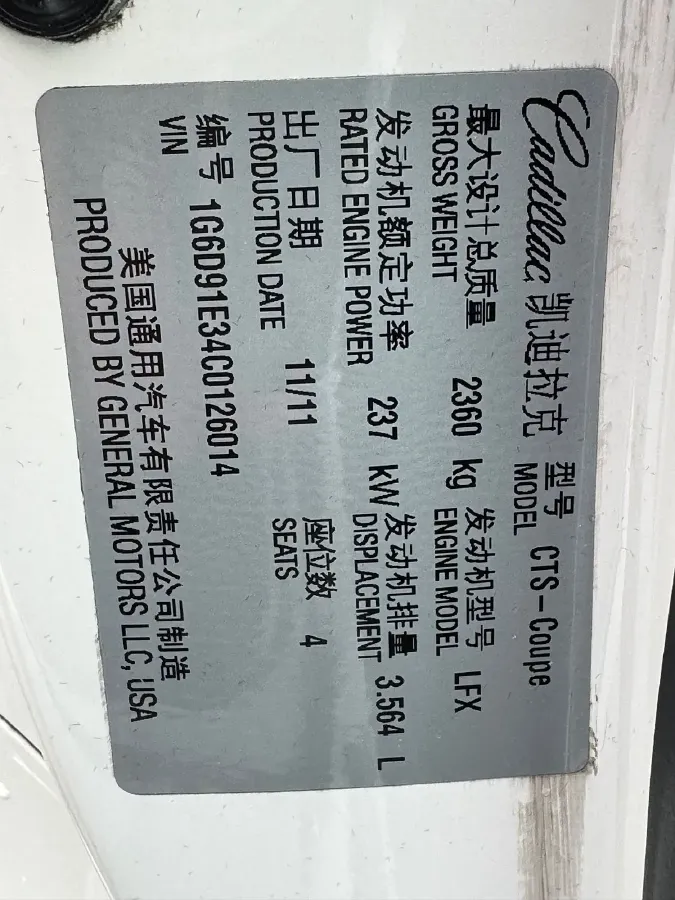 Cadillac 凯迪拉克 型号 CTS-Coupe
MODEL
最大设计总质量 2360 kg 发动机型号 LFX
GROSS WEIGHT ENGINE MODEL
发动机额定功率 237 kW 发动机排量 3.564 L
RATED ENGINE POWER DISPLACEMENT
出厂日期 11/11 座位数 4
PRODUCTION DATE SEATS
编号 1G6D91E34C0126014
VIN
美国通用汽车有限责任公司制造
PRODUCED BY GENERAL MOTORS LLC, USA